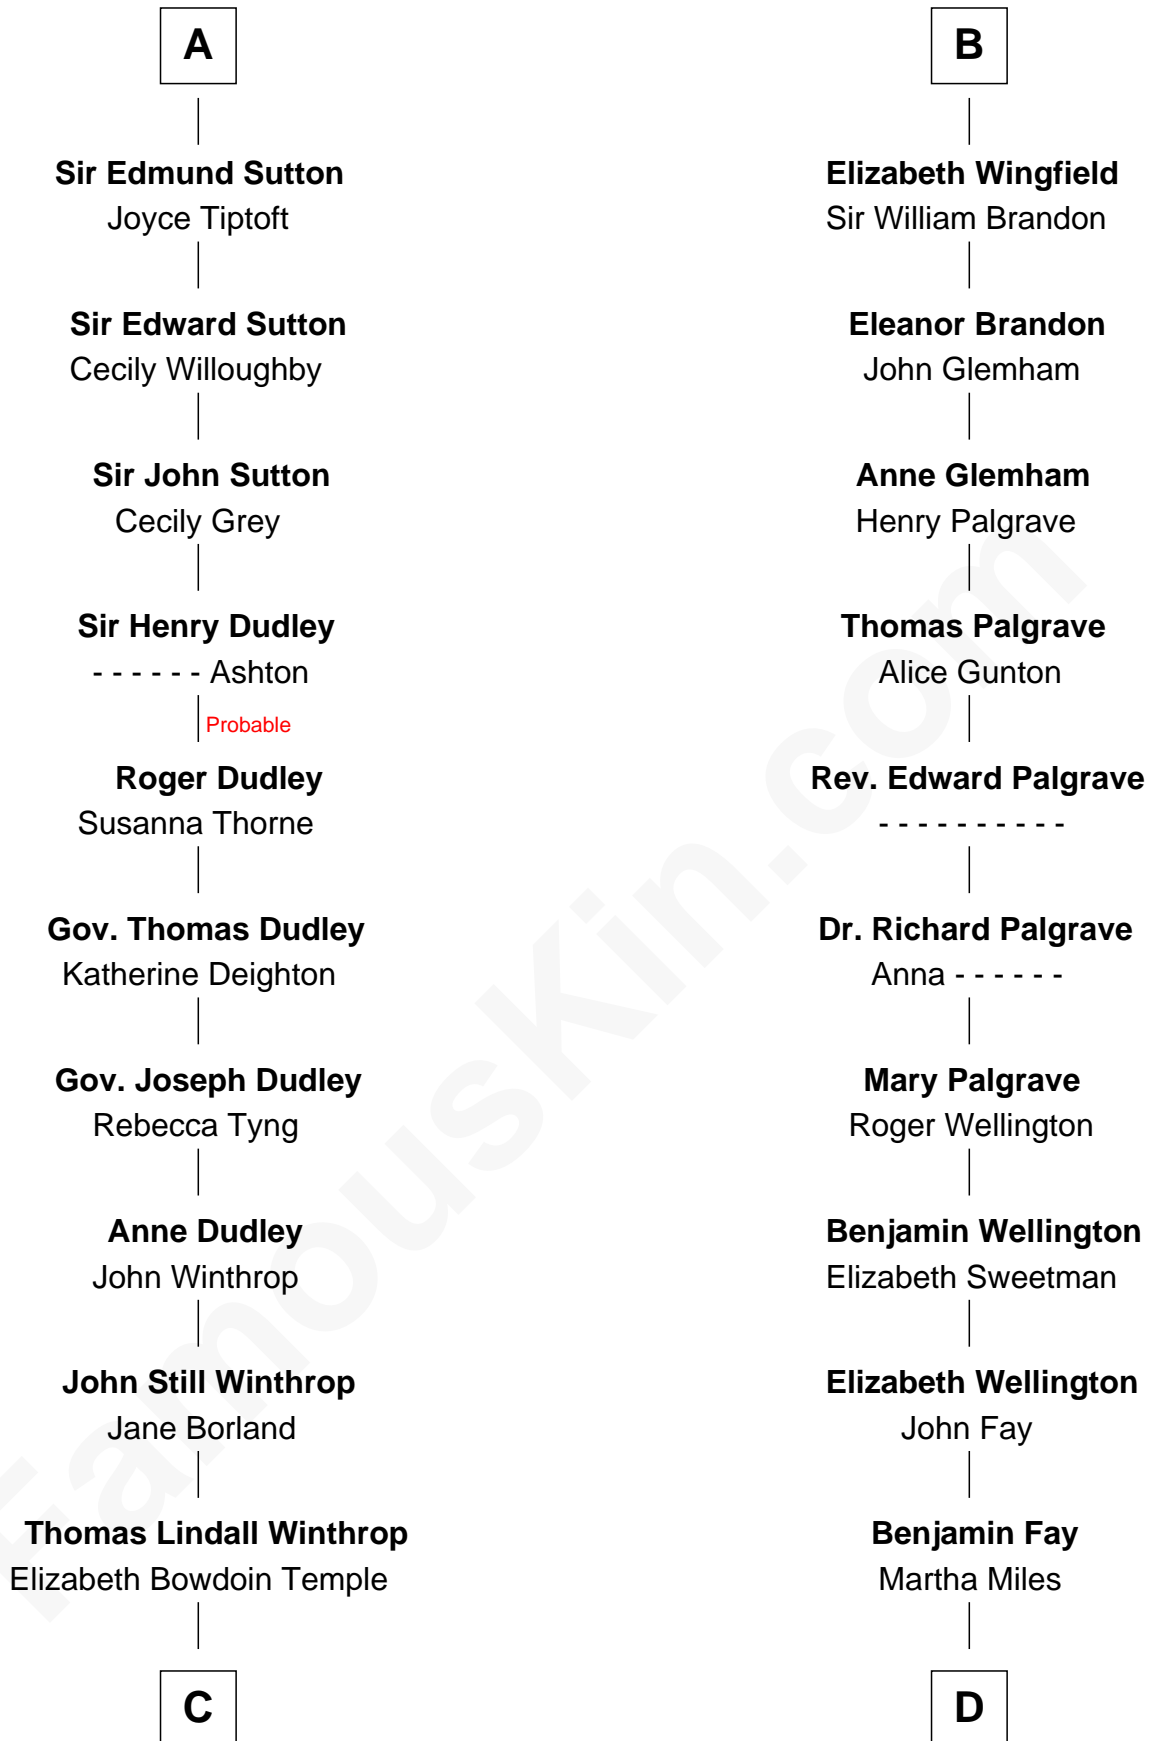 A
Sir Edmund Sutton
Joyce Tiptoft
Sir Edward Sutton
Cecily Willoughby
Sir John Sutton
Cecily Grey
Sir Henry Dudley
- - - - - - Ashton
Probable
Roger Dudley
Susanna Thorne
Gov. Thomas Dudley
Katherine Deighton
Gov. Joseph Dudley
Rebecca Tyng
Anne Dudley
John Winthrop
John Still Winthrop
Jane Borland
Thomas Lindall Winthrop
Elizabeth Bowdoin Temple
C
B
Elizabeth Wingfield
Sir William Brandon
Eleanor Brandon
John Glemham
Anne Glemham
Henry Palgrave
Thomas Palgrave
Alice Gunton
Rev. Edward Palgrave
- - - - - - - - - -
Dr. Richard Palgrave
Anna - - - - - -
Mary Palgrave
Roger Wellington
Benjamin Wellington
Elizabeth Sweetman
Elizabeth Wellington
John Fay
Benjamin Fay
Martha Miles
D
FamousKin.com